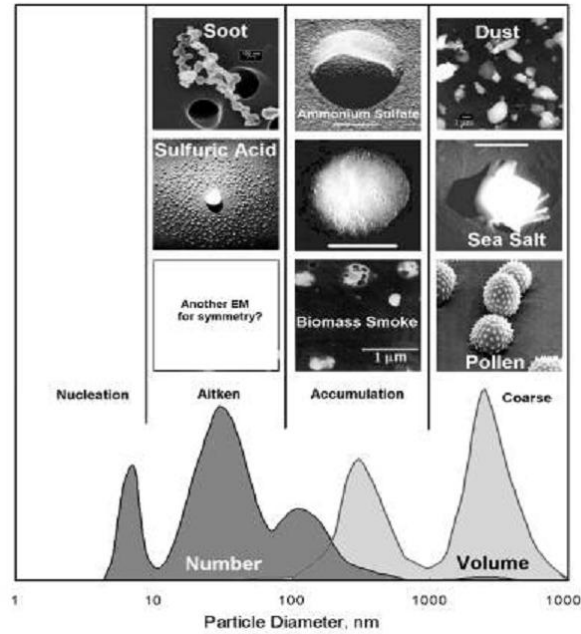 Soot
Dust
Ammonium Sulfate
Sulfuric Acid
Sea Salt
Another EM
for symmetry?
Biomass Smoke
1 µm
Pollen
Nucleation Aitken Accumulation Coarse
Number Volume
1 10 100 1000 1000
Particle Diameter, nm